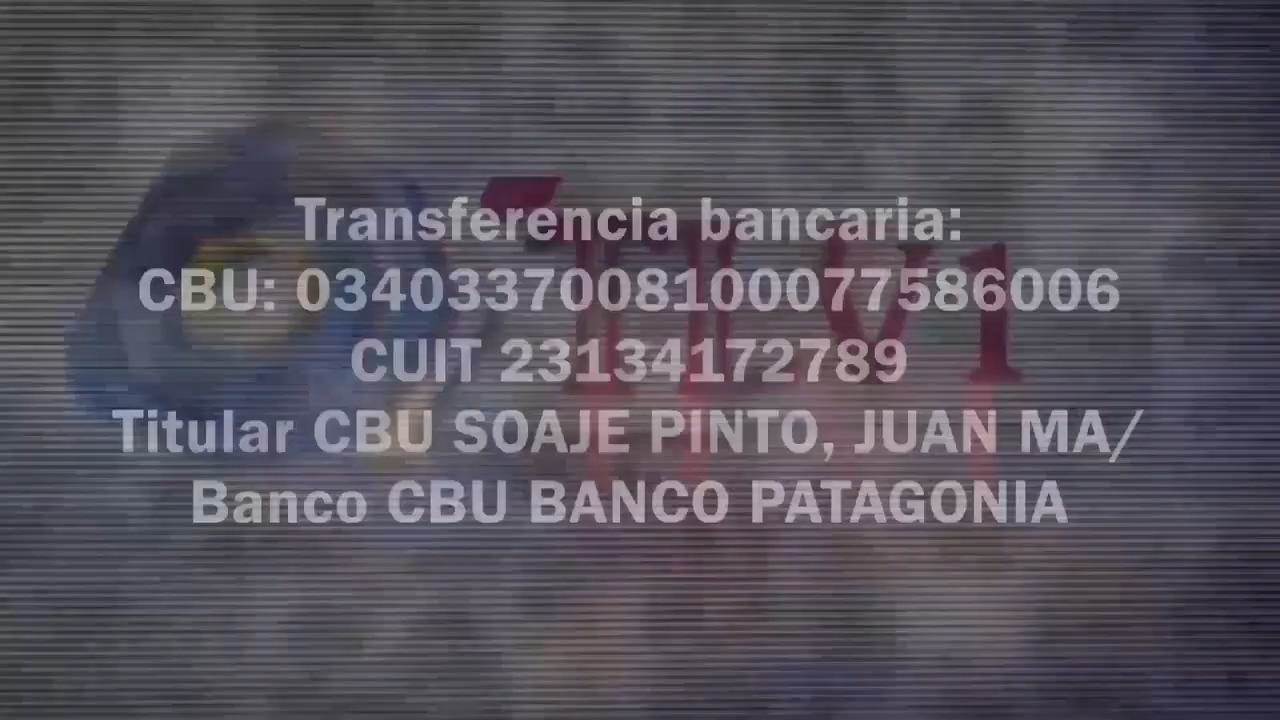 Transferencia bancaria:
CBU: 0340337008100077586006
CUIT 23134172789
Titular CBU SOAJE PINTO, JUAN MA/
Banco CBU BANCO PATAGONIA